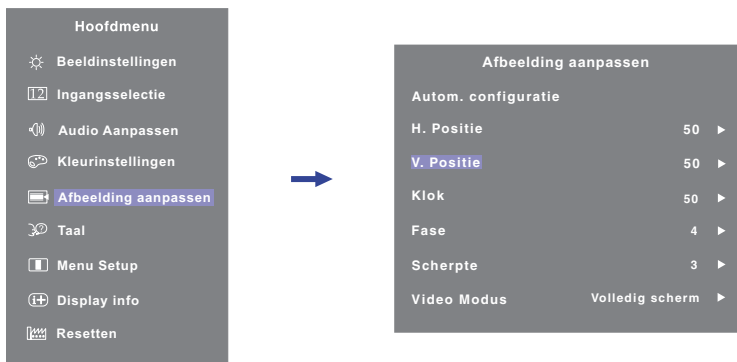 Hoofdmenu
Beeldinstellingen
12 Ingangsselectie
Audio Aanpassen
Kleurinstellingen
Afbeelding aanpassen
Taal
Menu Setup
Display info
Resetten
Afbeelding aanpassen
Autom. configuratie
H. Positie 50
V. Positie 50
Klok 50
Fase 4
Scherpte 3
Video Modus Volledig scherm